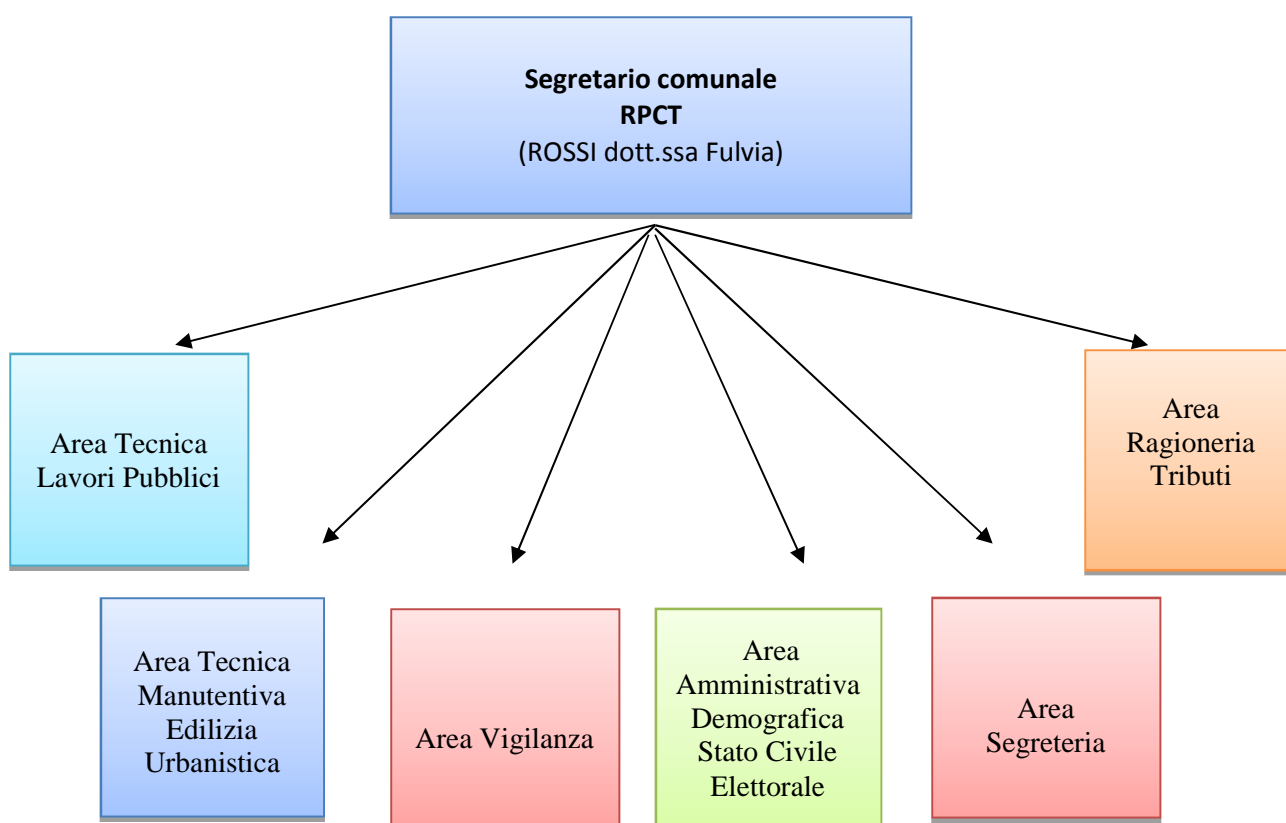 Segretario comunale
RPCT
(ROSSI dott.ssa Fulvia)
Area Tecnica
Lavori Pubblici
Area
Ragioneria
Tributi
Area Tecnica
Manutentiva
Edilizia
Urbanistica
Area Vigilanza
Area
Amministrativa
Demografica
Stato Civile
Elettorale
Area
Segreteria